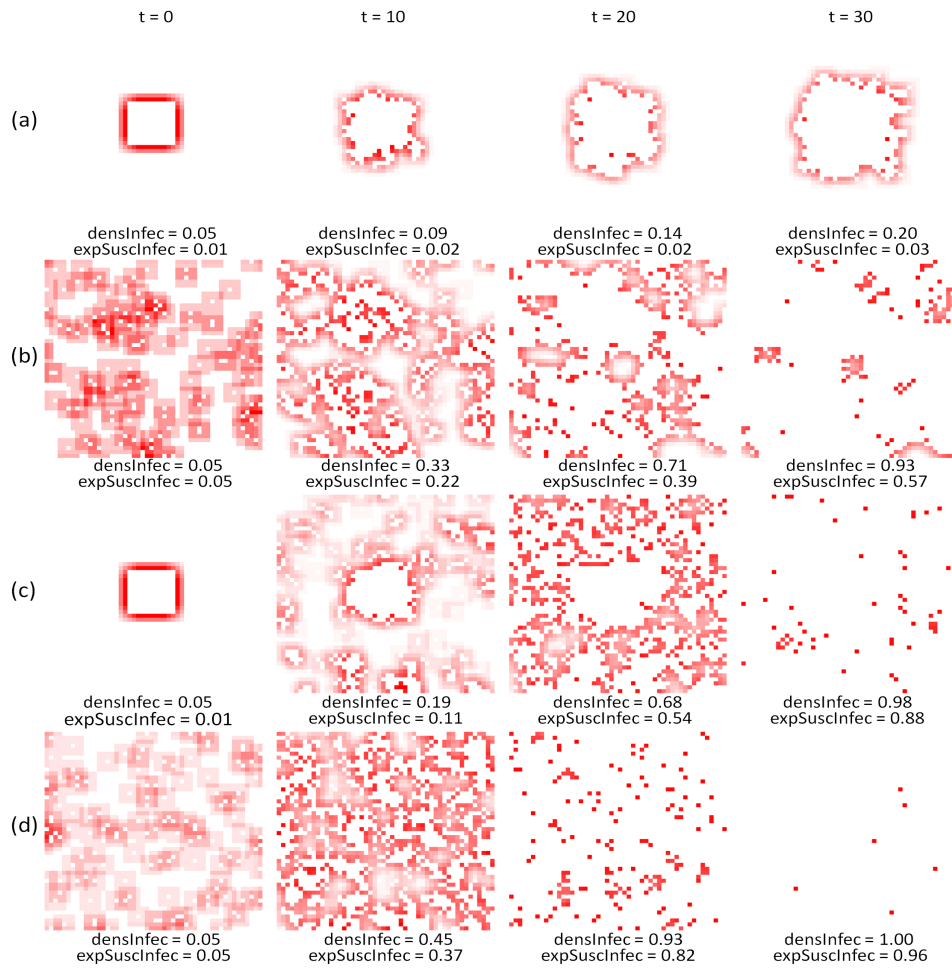 t = 0 t = 10 t = 20 t = 30
(a)
densInfec = 0.05 densInfec = 0.09 densInfec = 0.14 densInfec = 0.20
expSuscInfec = 0.01 expSuscInfec = 0.02 expSuscInfec = 0.02 expSuscInfec = 0.03
(b)
densInfec = 0.05 densInfec = 0.33 densInfec = 0.71 densInfec = 0.93
expSuscInfec = 0.05 expSuscInfec = 0.22 expSuscInfec = 0.39 expSuscInfec = 0.57
(c)
densInfec = 0.05 densInfec = 0.19 densInfec = 0.68 densInfec = 0.98
expSuscInfec = 0.01 expSuscInfec = 0.11 expSuscInfec = 0.54 expSuscInfec = 0.88
(d)
densInfec = 0.05 densInfec = 0.45 densInfec = 0.93 densInfec = 1.00
expSuscInfec = 0.05 expSuscInfec = 0.37 expSuscInfec = 0.82 expSuscInfec = 0.96